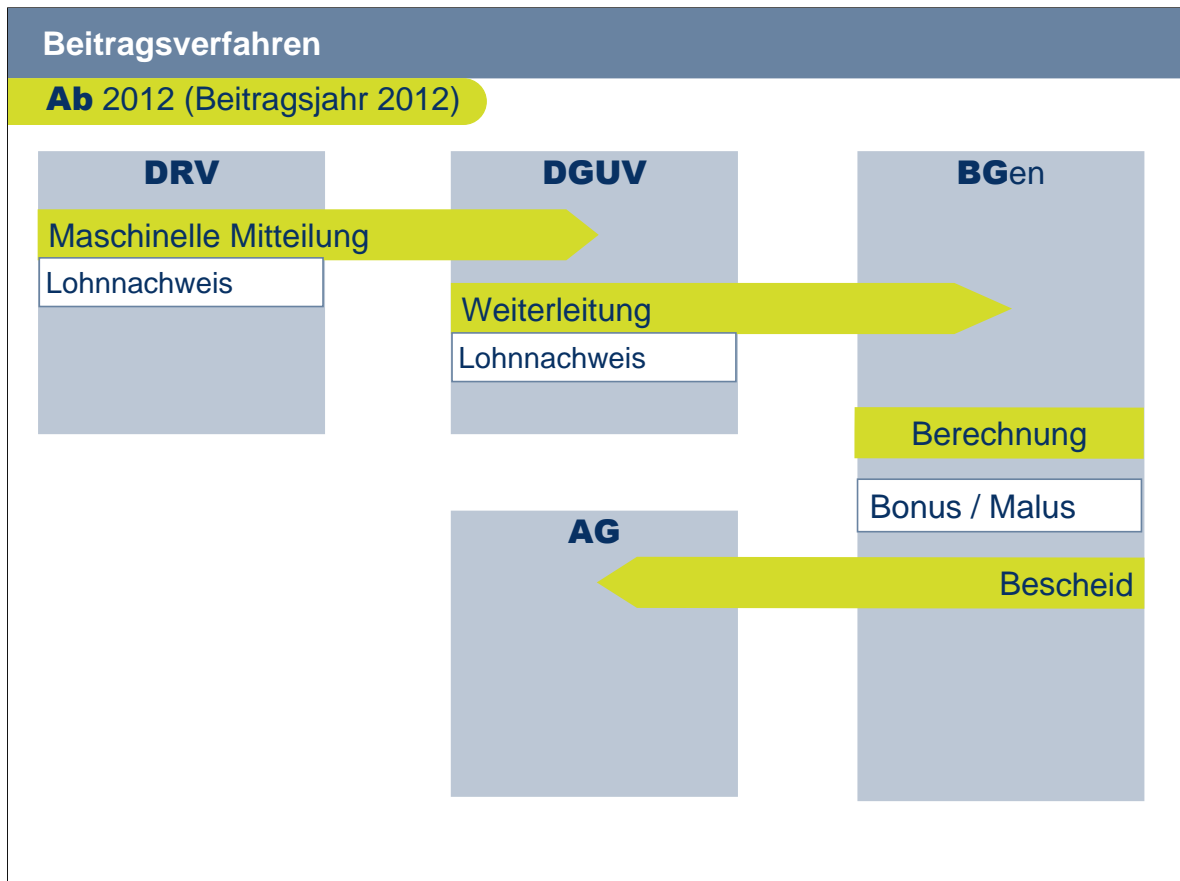 Beitragsverfahren
Ab 2012 (Beitragsjahr 2012)
DRV
DGUV
BGen
Maschinelle Mitteilung
Lohnnachweis
Weiterleitung
Lohnnachweis
Berechnung
Bonus / Malus
AG
Bescheid